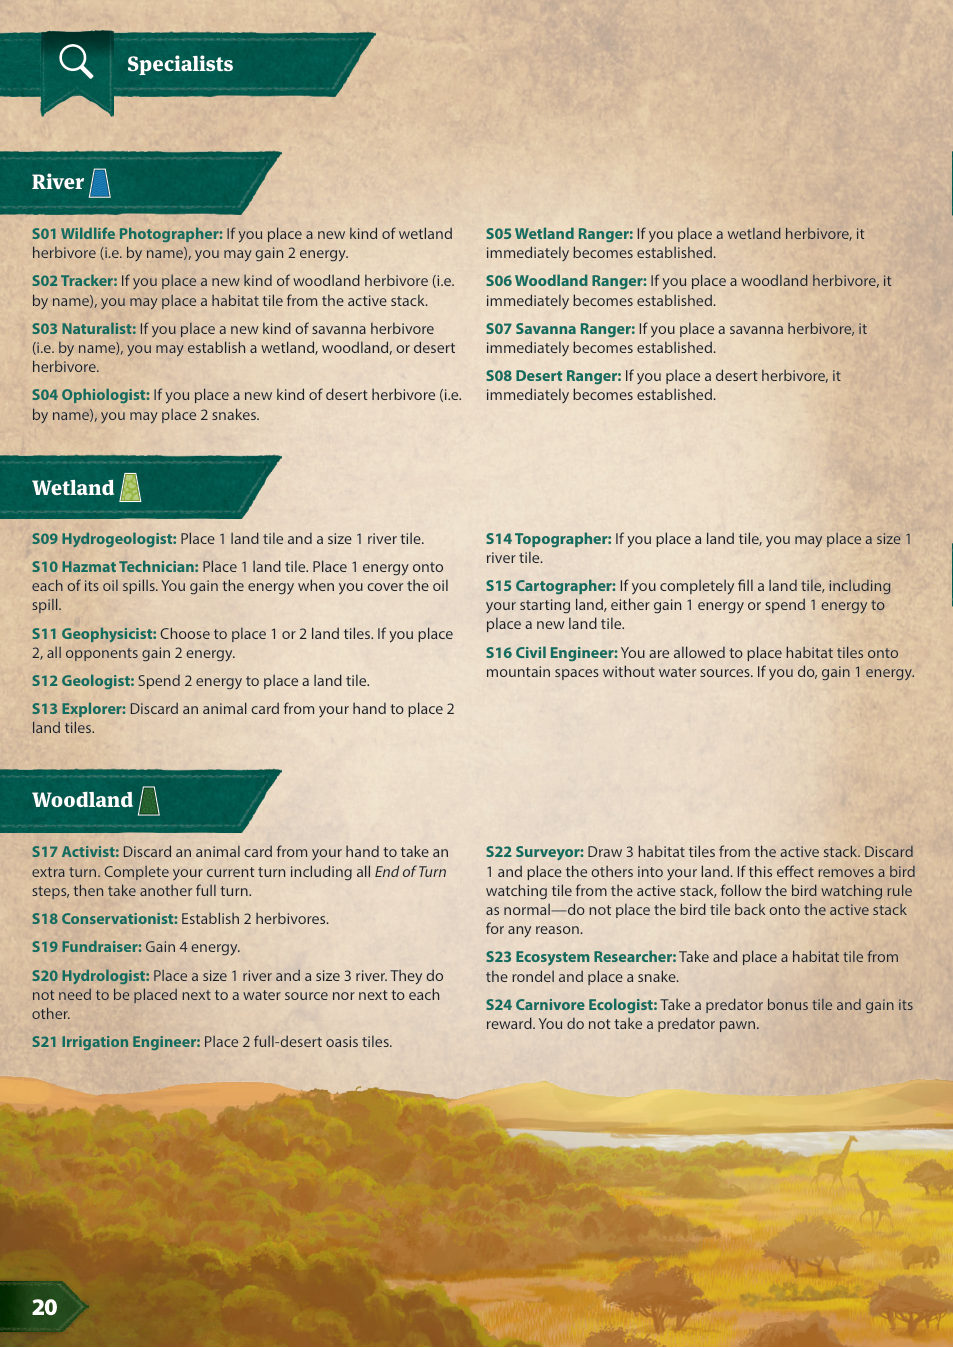 Specialists
River
S01 Wildlife Photographer: If you place a new kind of wetland
herbivore (i.e. by name), you may gain 2 energy.
S02 Tracker: If you place a new kind of woodland herbivore (i.e.
by name), you may place a habitat tile from the active stack.
S03 Naturalist: If you place a new kind of savanna herbivore
(i.e. by name), you may establish a wetland, woodland, or desert
herbivore.
S04 Ophiologist: If you place a new kind of desert herbivore (i.e.
by name), you may place 2 snakes.
S05 Wetland Ranger: If you place a wetland herbivore, it
immediately becomes established.
S06 Woodland Ranger: If you place a woodland herbivore, it
immediately becomes established.
S07 Savanna Ranger: If you place a savanna herbivore, it
immediately becomes established.
S08 Desert Ranger: If you place a desert herbivore, it
immediately becomes established.
Wetland
S09 Hydrogeologist: Place 1 land tile and a size 1 river tile.
S10 Hazmat Technician: Place 1 land tile. Place 1 energy onto
each of its oil spills. You gain the energy when you cover the oil
spill.
S11 Geophysicist: Choose to place 1 or 2 land tiles. If you place
2, all opponents gain 2 energy.
S12 Geologist: Spend 2 energy to place a land tile.
S13 Explorer: Discard an animal card from your hand to place 2
land tiles.
S14 Topographer: If you place a land tile, you may place a size 1
river tile.
S15 Cartographer: If you completely fill a land tile, including
your starting land, either gain 1 energy or spend 1 energy to
place a new land tile.
S16 Civil Engineer: You are allowed to place habitat tiles onto
mountain spaces without water sources. If you do, gain 1 energy.
Woodland
S17 Activist: Discard an animal card from your hand to take an
extra turn. Complete your current turn including all End of Turn
steps, then take another full turn.
S18 Conservationist: Establish 2 herbivores.
S19 Fundraiser: Gain 4 energy.
S20 Hydrologist: Place a size 1 river and a size 3 river. They do
not need to be placed next to a water source nor next to each
other.
S21 Irrigation Engineer: Place 2 full-desert oasis tiles.
S22 Surveyor: Draw 3 habitat tiles from the active stack. Discard
1 and place the others into your land. If this effect removes a bird
watching tile from the active stack, follow the bird watching rule
as normal—do not place the bird tile back onto the active stack
for any reason.
S23 Ecosystem Researcher: Take and place a habitat tile from
the rondel and place a snake.
S24 Carnivore Ecologist: Take a predator bonus tile and gain its
reward. You do not take a predator pawn.
20